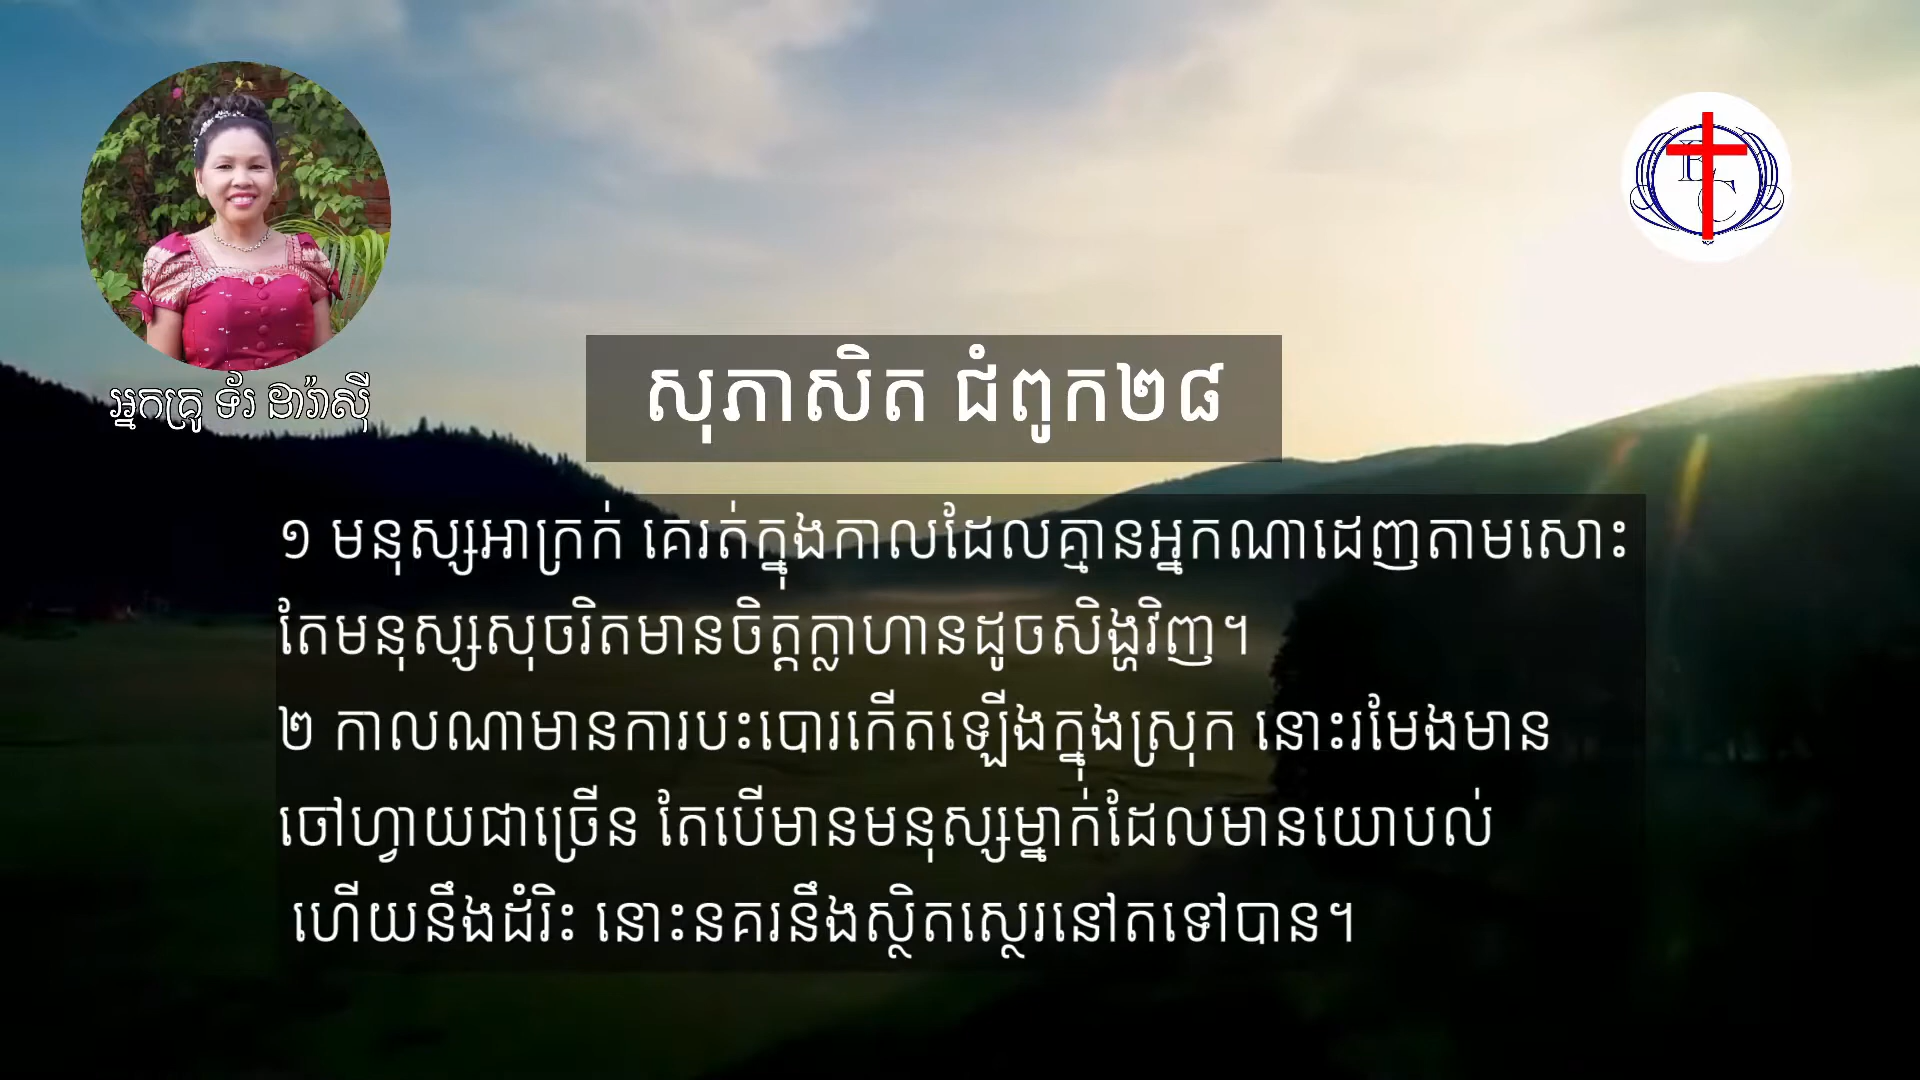 EC
អ្នកគ្រូ ទ័រ ដារ៉ាស៊ី
សុភាសិត ជំពូក២៨
១ មនុស្សអាក្រក់ គេរត់ក្នុងកាលដែលគ្មានអ្នកណាដេញតាមសោះ
តែមនុស្សសុចរិតមានចិត្តក្លាហានដូចសិង្ហវិញ។
២ កាលណាមានការបះបោរកើតឡើងក្នុងស្រុក នោះរមែងមាន
ចៅហ្វាយជាច្រើន តែបើមានមនុស្សម្នាក់ដែលមានយោបល់
ហើយនឹងដំរិះ នោះនគរនឹងស្ថិតស្ថេរនៅតទៅបាន។